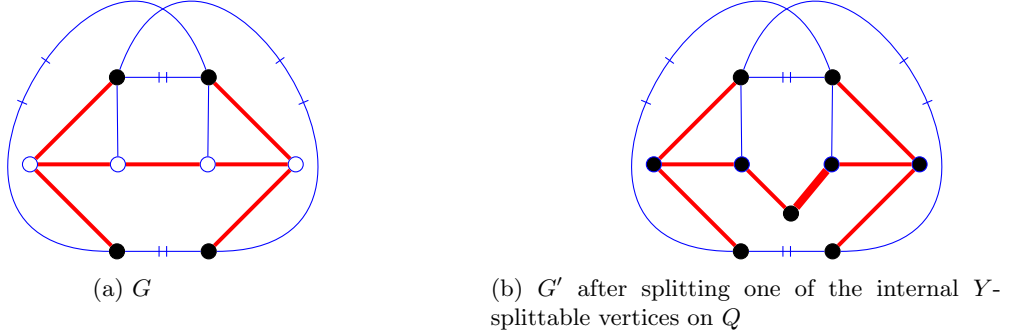 (a) G
(b) G′ after splitting one of the internal Y-
splittable vertices on Q